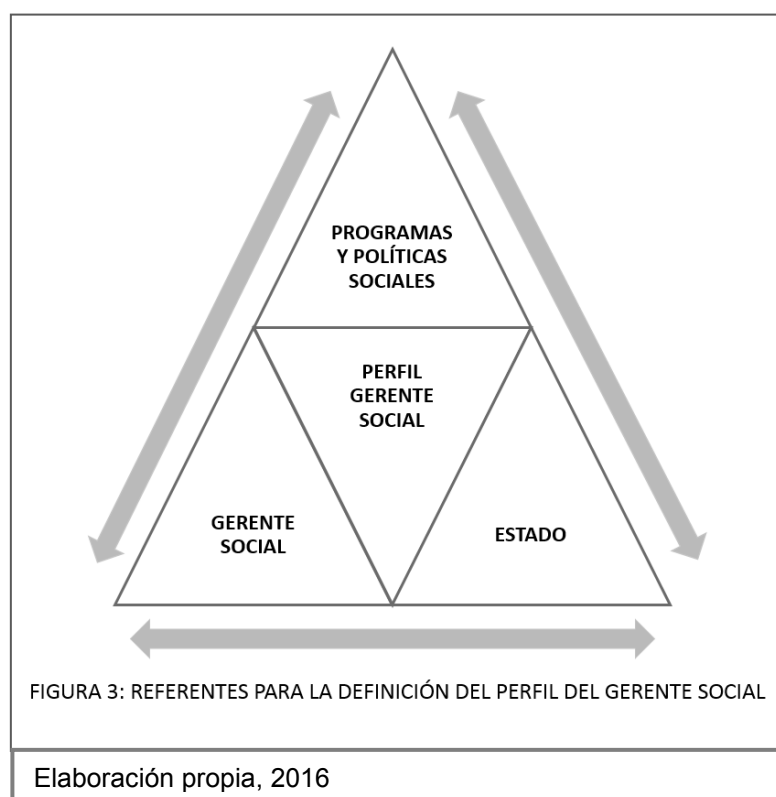 PROGRAMAS
Y POLÍTICAS
SOCIALES
PERFIL
GERENTE
SOCIAL
GERENTE
SOCIAL
ESTADO
FIGURA 3: REFERENTES PARA LA DEFINICIÓN DEL PERFIL DEL GERENTE SOCIAL
Elaboración propia, 2016